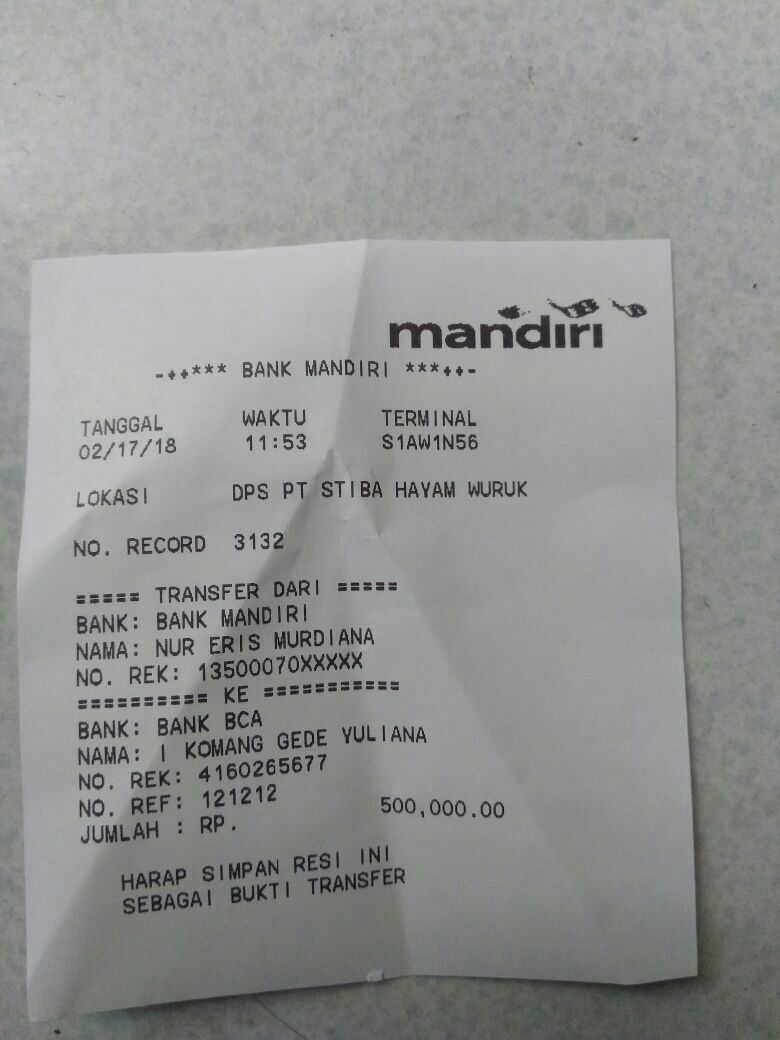 mandiri
-++*** BANK MANDIRI ***++-
TANGGAL WAKTU TERMINAL
02/17/18 11:53 S1AW1N56
LOKASI DPS PT STIBA HAYAM WURUK
NO. RECORD 3132
===== TRANSFER DARI =====
BANK: BANK MANDIRI
NAMA: NUR ERIS MURDIANA
NO. REK: 13500070XXXXX
========== KE ===========
BANK: BANK BCA
NAMA: I KOMANG GEDE YULIANA
NO. REK: 4160265677
NO. REF: 121212
JUMLAH : RP. 500,000.00
HARAP SIMPAN RESI INI
SEBAGAI BUKTI TRANSFER